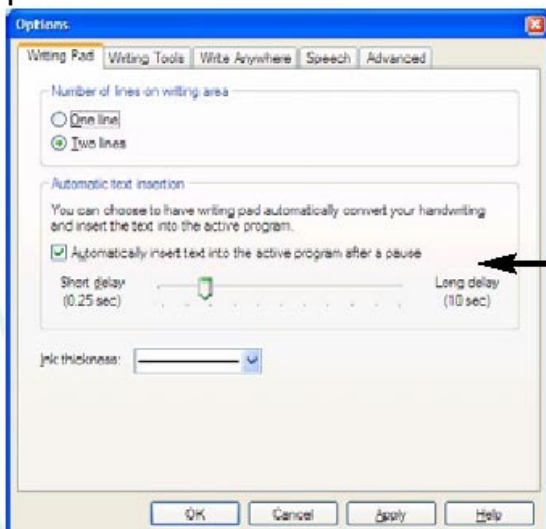 Options
Writing Pad Writing Tools Write Anywhere Speech Advanced
Number of lines on writing area
One line
Two lines
Automatic text insertion
You can choose to have writing pad automatically convert your handwriting
and insert the text into the active program.
Automatically insert text into the active program after a pause
Short delay Long delay
(0.25 sec) (10 sec)
Ink thickness:
OK Cancel Apply Help